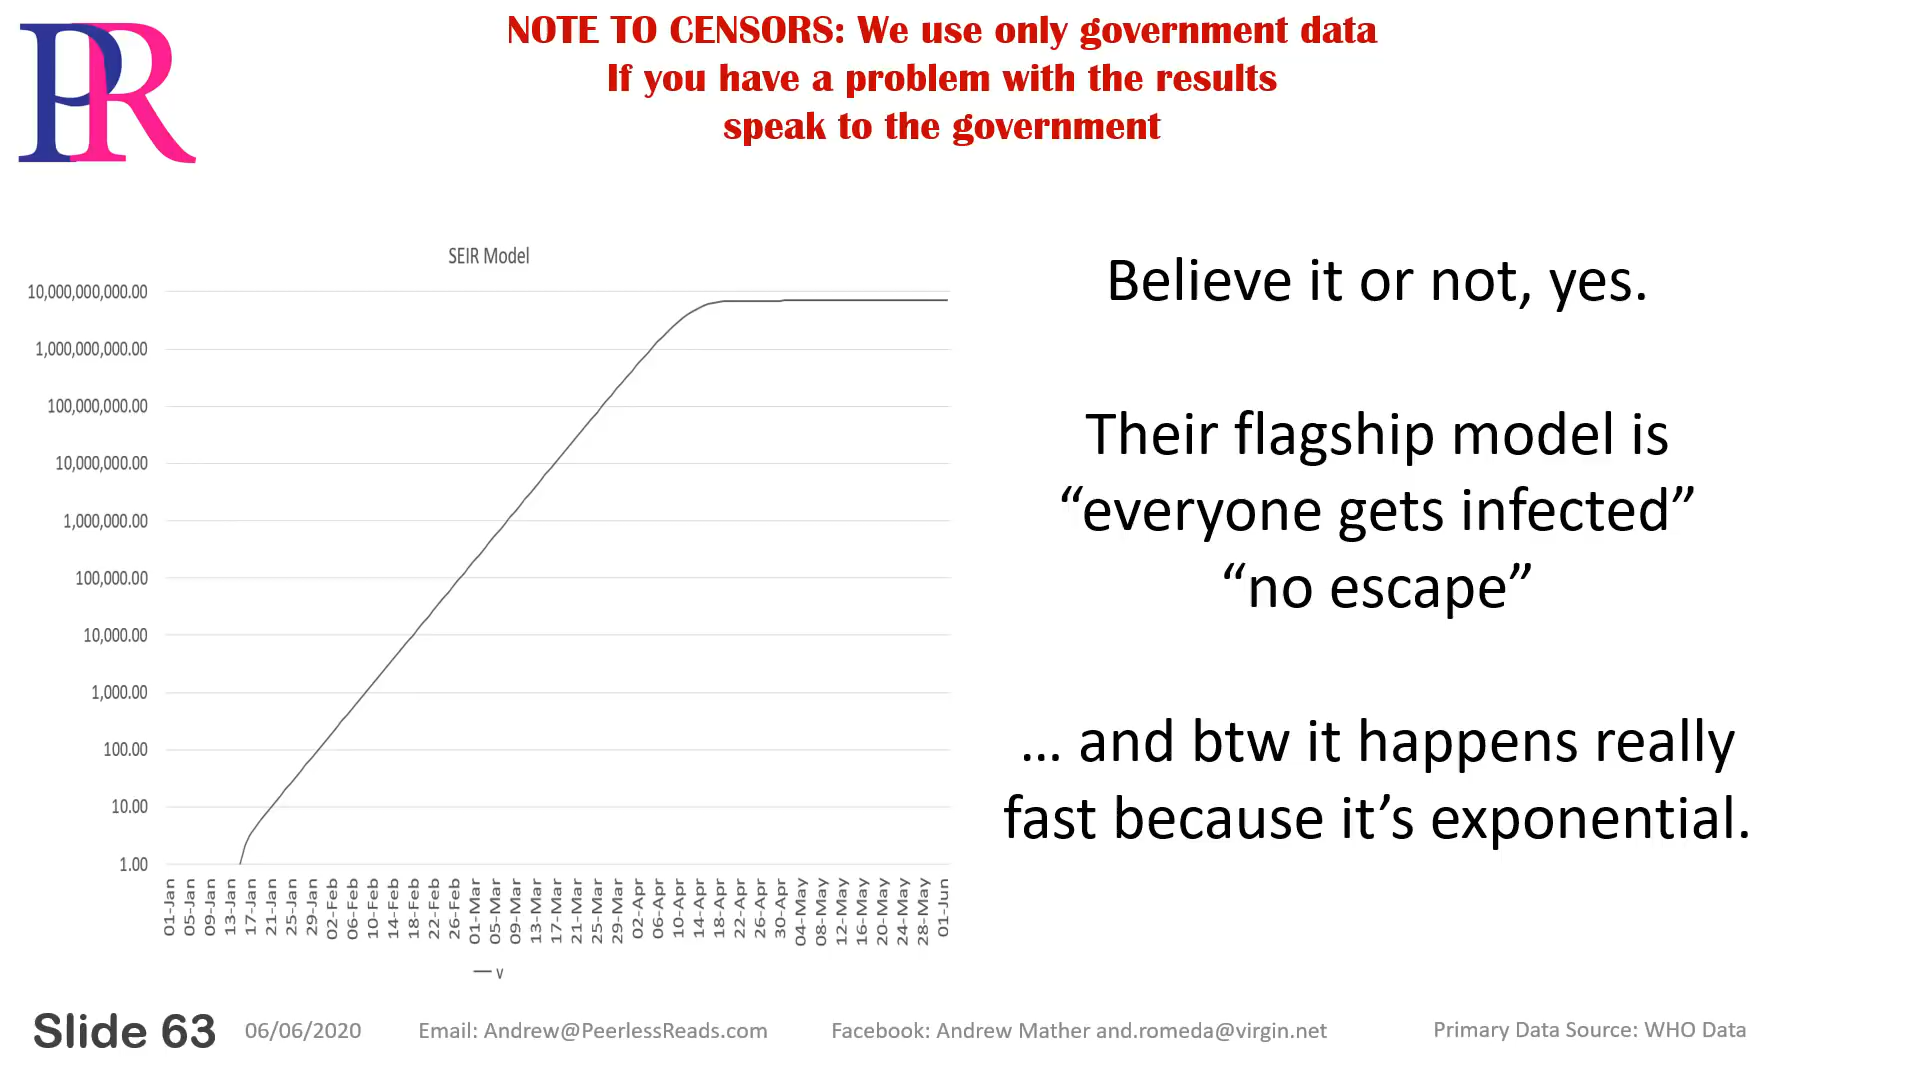 PR
NOTE TO CENSORS: We use only government data
If you have a problem with the results
speak to the government
SEIR Model
10,000,000,000.00
1,000,000,000.00
100,000,000.00
10,000,000.00
1,000,000.00
100,000.00
10,000.00
1,000.00
100.00
10.00
1.00
01-Jan
05-Jan
09-Jan
13-Jan
17-Jan
21-Jan
25-Jan
29-Jan
02-Feb
06-Feb
10-Feb
14-Feb
18-Feb
22-Feb
26-Feb
01-Mar
05-Mar
09-Mar
13-Mar
17-Mar
21-Mar
25-Mar
29-Mar
02-Apr
06-Apr
10-Apr
14-Apr
18-Apr
22-Apr
26-Apr
30-Apr
04-May
08-May
12-May
16-May
20-May
24-May
28-May
01-Jun
v
Believe it or not, yes.
Their flagship model is
“everyone gets infected”
“no escape”
... and btw it happens really
fast because it’s exponential.
Slide 63
06/06/2020
Email: Andrew@PeerlessReads.com
Facebook: Andrew Mather and.romeda@virgin.net
Primary Data Source: WHO Data